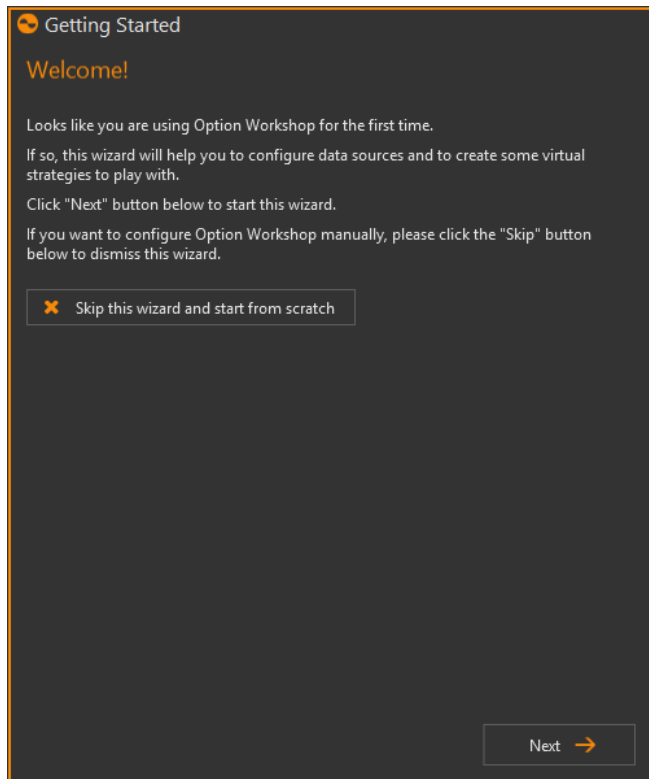 Getting Started
Welcome!
Looks like you are using Option Workshop for the first time.
If so, this wizard will help you to configure data sources and to create some virtual
strategies to play with.
Click "Next" button below to start this wizard.
If you want to configure Option Workshop manually, please click the "Skip" button
below to dismiss this wizard.
Skip this wizard and start from scratch
Next